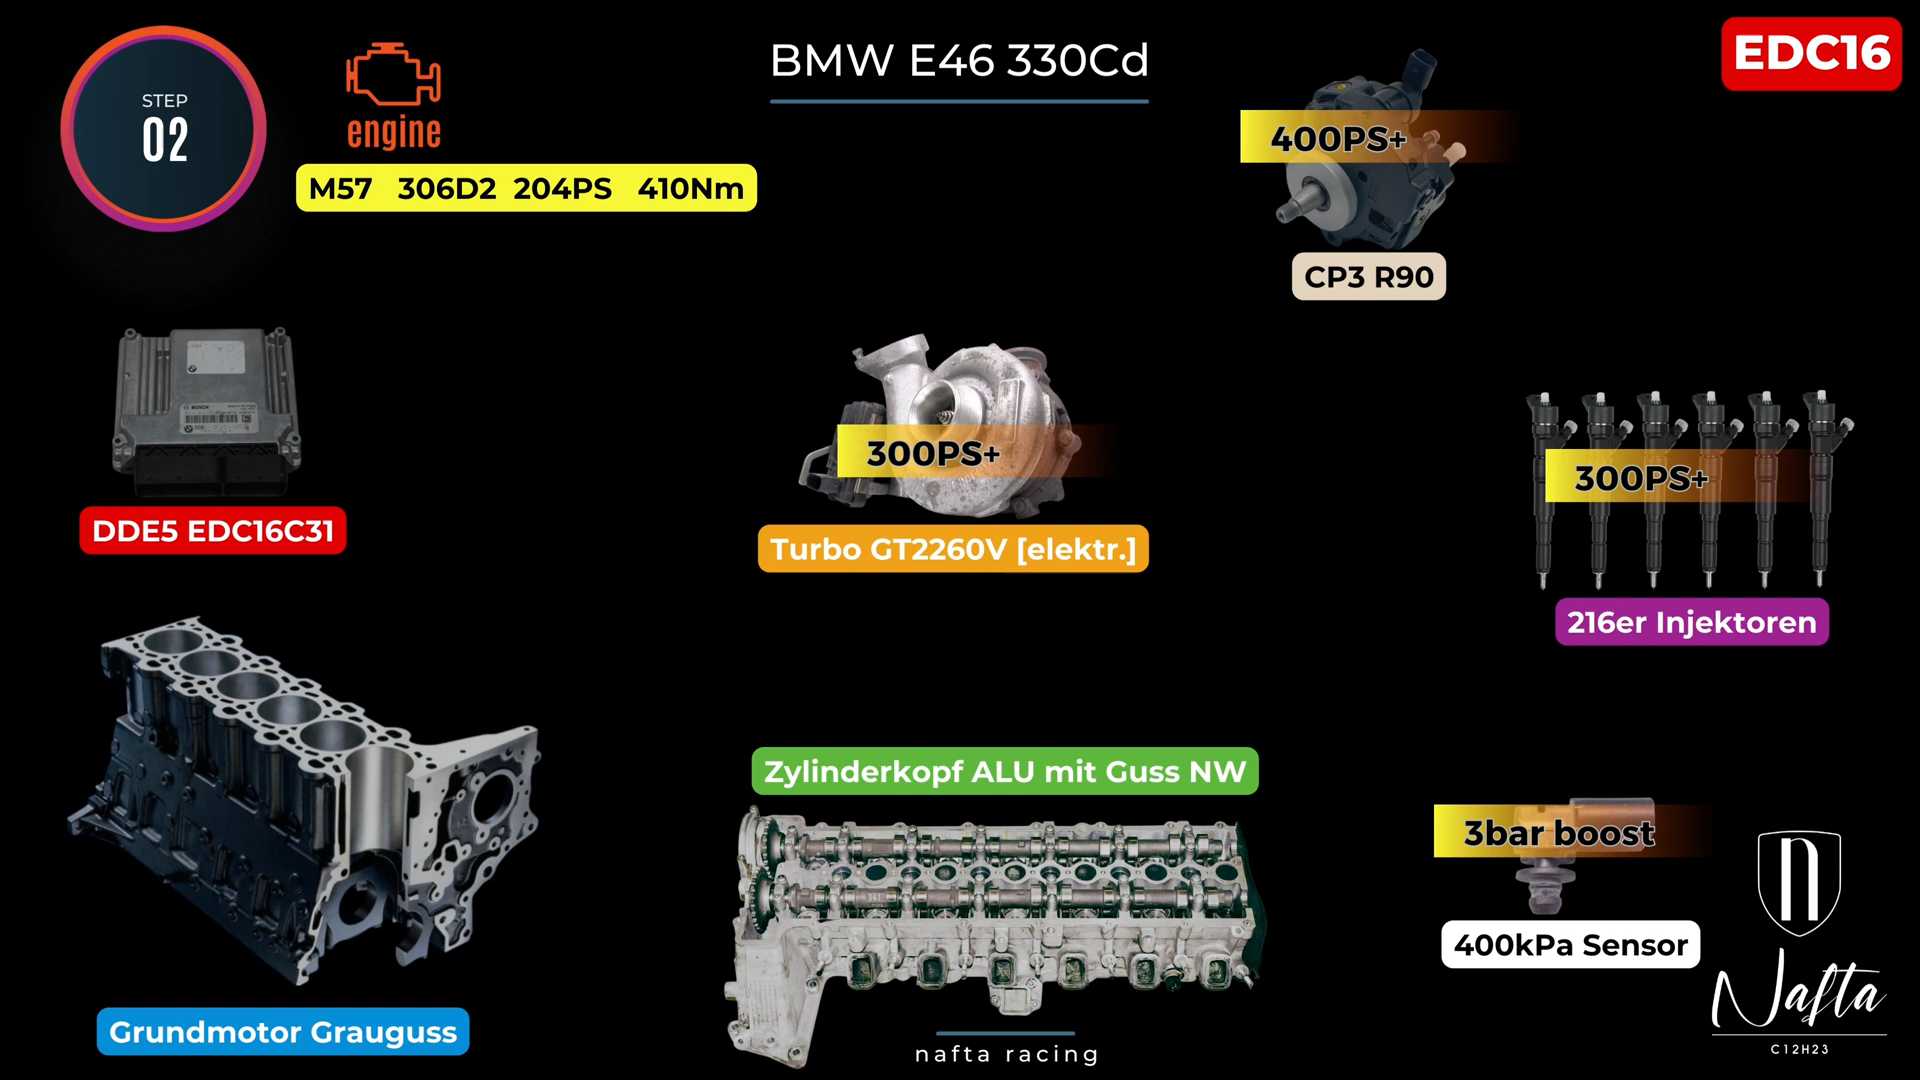 STEP
02
engine
M57 306D2 204PS 410Nm
BMW E46 330Cd
EDC16
400PS+
CP3 R90
BOSCH
DDE5 EDC16C31
300PS+
Turbo GT2260V [elektr.]
300PS+
216er Injektoren
Grundmotor Grauguss
Zylinderkopf ALU mit Guss NW
3bar boost
400kPa Sensor
n
Nafta
C12H23
nafta racing